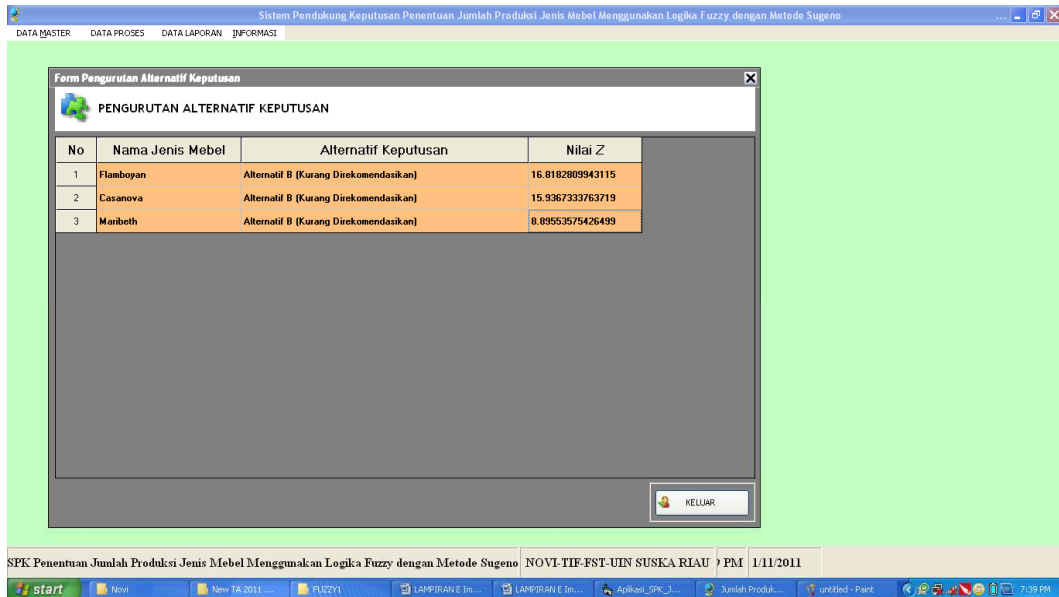 Sistem Pendukung Keputusan Penentuan Jumlah Produksi Jenis Mebel Menggunakan Logika Fuzzy dengan Metode Sugeno ...
DATA MASTER DATA PROSES DATA LAPORAN INFORMASI
Form Pengurutan Alternatif Keputusan
PENGURUTAN ALTERNATIF KEPUTUSAN
No Nama Jenis Mebel Alternatif Keputusan Nilai Z
1 Flamboyan Alternatif B (Kurang Direkomendasikan) 16.8182809943115
2 Casanova Alternatif B (Kurang Direkomendasikan) 15.9367333763719
3 Maribeth Alternatif B (Kurang Direkomendasikan) 8.89553575426499
KELUAR
SPK Penentuan Jumlah Produksi Jenis Mebel Menggunakan Logika Fuzzy dengan Metode Sugeno NOVI-TIF-FST-UIN SUSKA RIAU PM 1/11/2011
start Novi New TA 2011 ... FUZZY1 LAMPIRAN E Im... LAMPIRAN E Im... Aplikasi_SPK_J... Jumlah Produk... untitled - Paint 7:39 PM